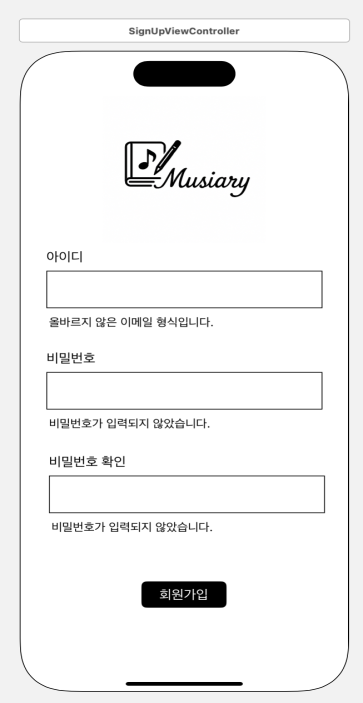 SignUpViewController
Musiary
아이디
올바르지 않은 이메일 형식입니다.
비밀번호
비밀번호가 입력되지 않았습니다.
비밀번호 확인
비밀번호가 입력되지 않았습니다.
회원가입